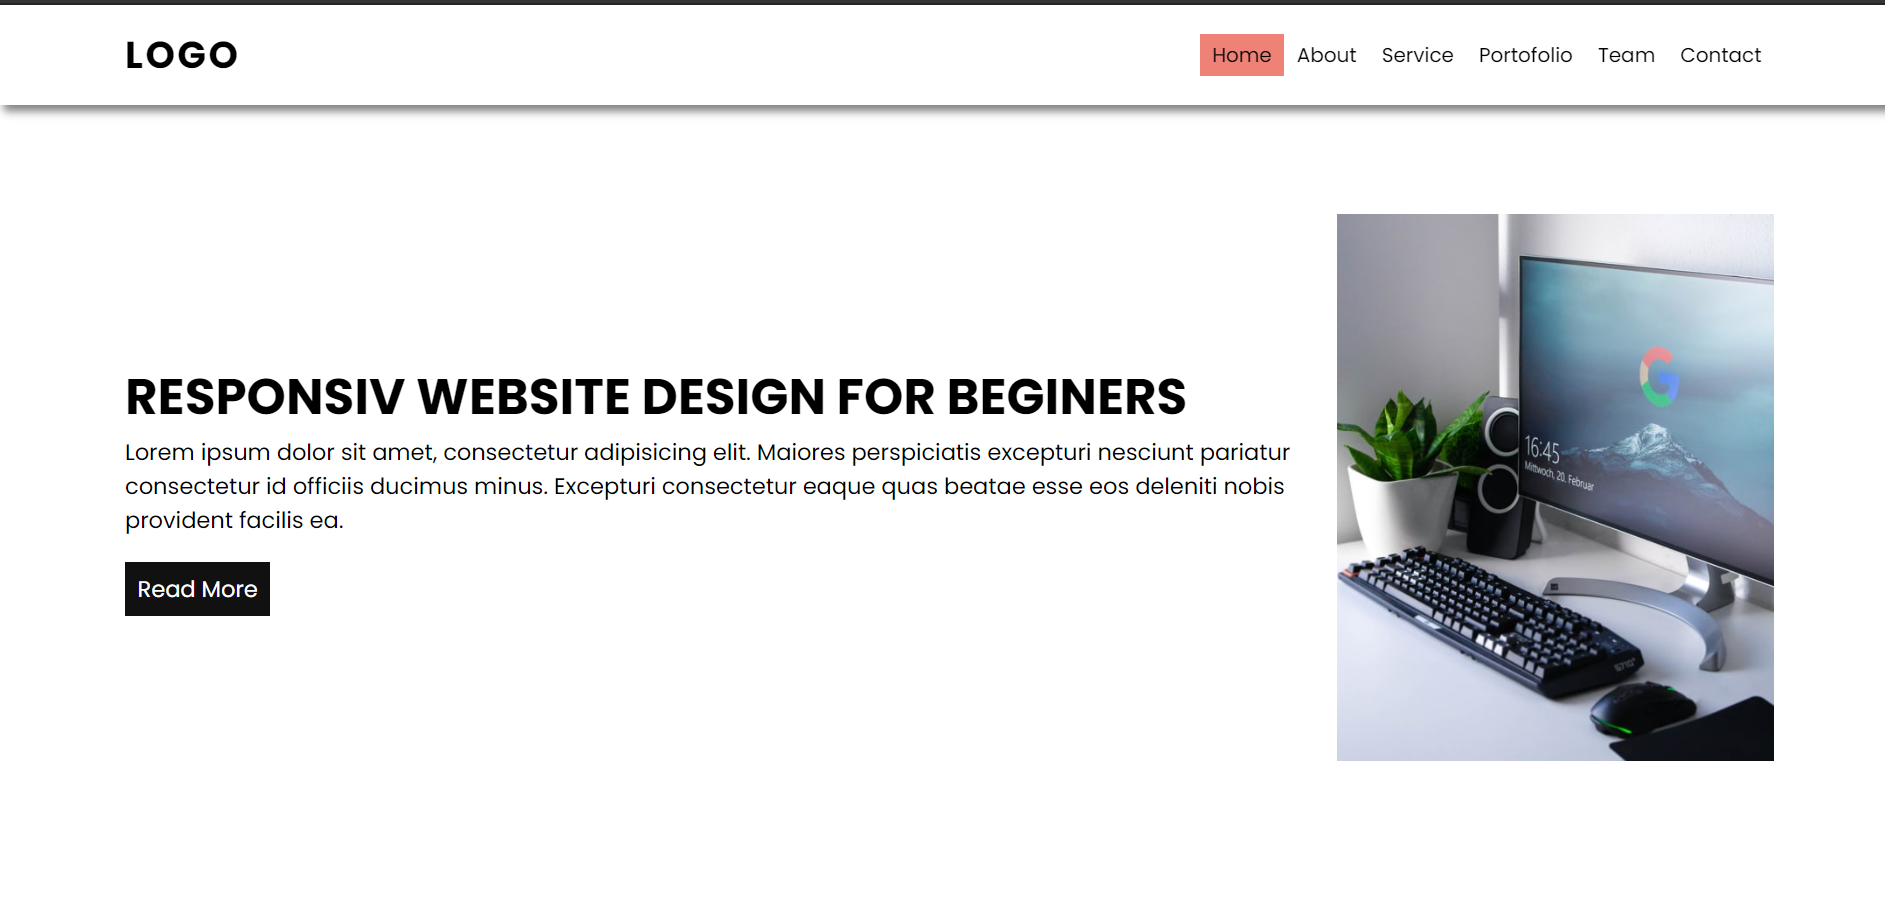 LOGO
Home About Service Portofolio Team Contact
RESPONSIV WEBSITE DESIGN FOR BEGINERS
Lorem ipsum dolor sit amet, consectetur adipisicing elit. Maiores perspiciatis excepturi nesciunt pariatur
consectetur id officiis ducimus minus. Excepturi consectetur eaque quas beatae esse eos deleniti nobis
provident facilis ea.
Read More
G
16:45
Mittwoch, 20. Februar
G710+